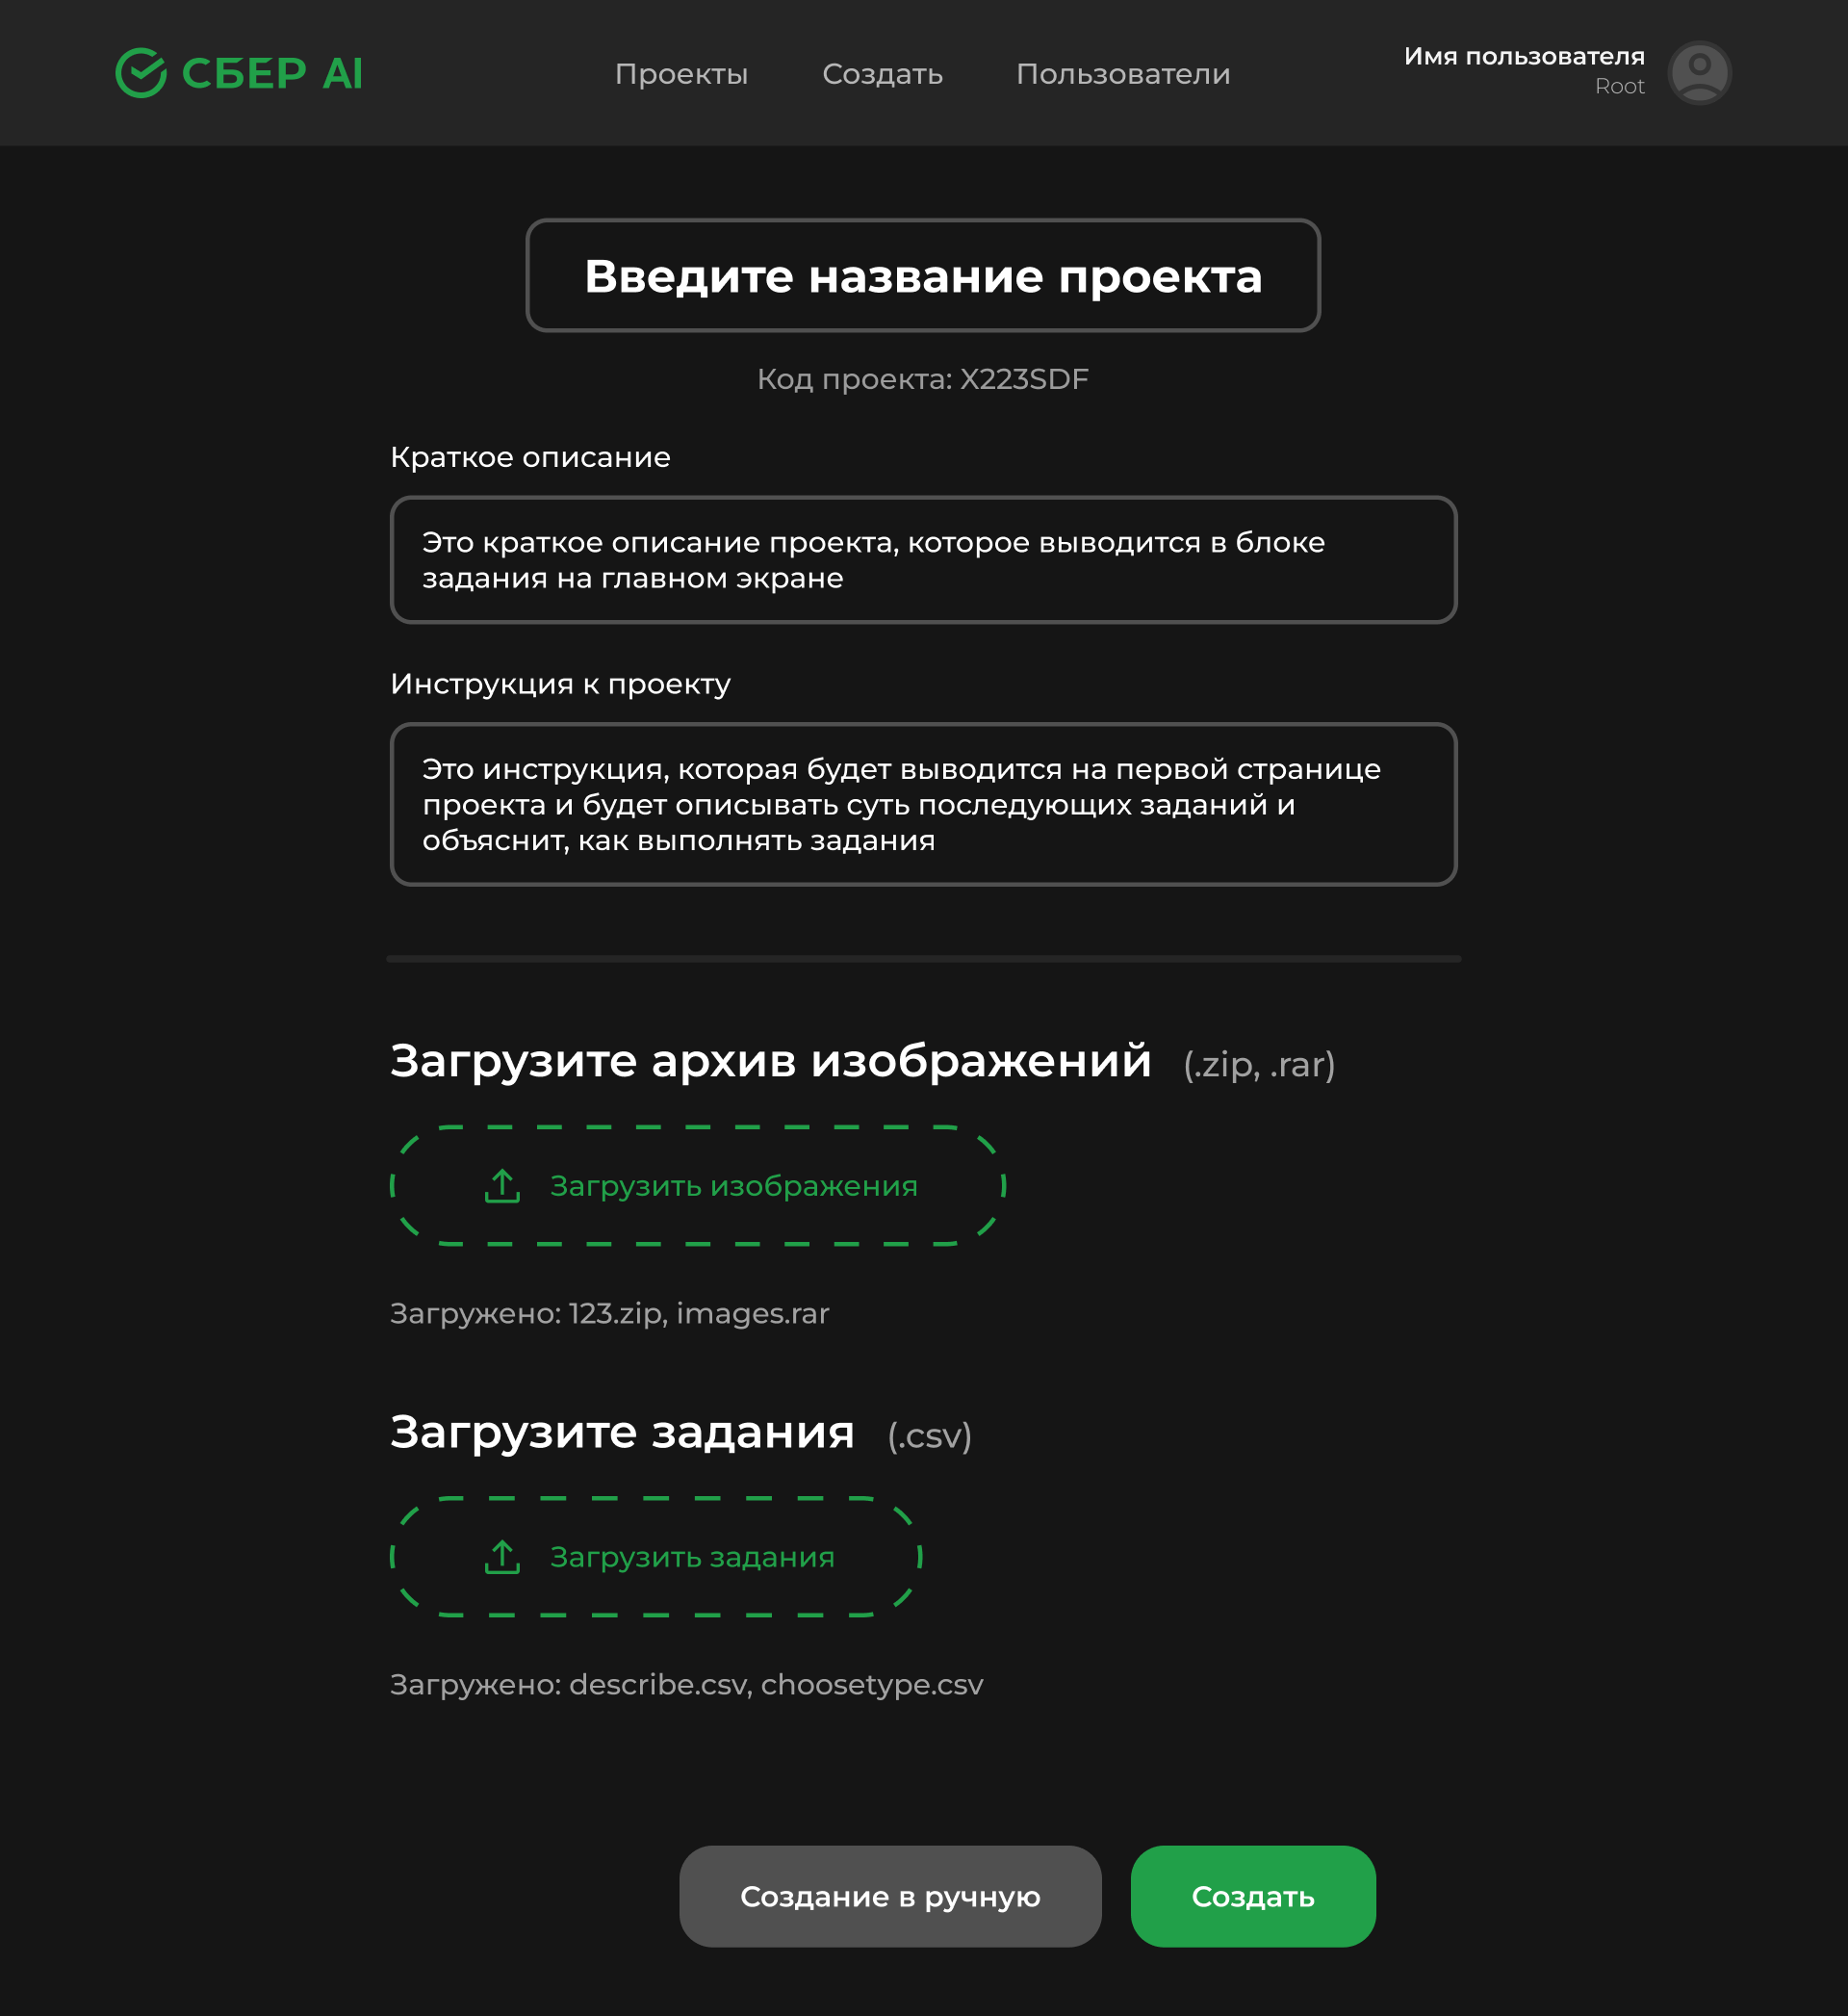 СБЕР AI
Проекты
Создать
Пользователи
Имя пользователя
Root
Введите название проекта
Код проекта: X223SDF
Краткое описание
Это краткое описание проекта, которое выводится в блоке
задания на главном экране
Инструкция к проекту
Это инструкция, которая будет выводится на первой странице
проекта и будет описывать суть последующих заданий и
объяснит, как выполнять задания
Загрузите архив изображений (.zip, .rar)
Загрузить изображения
Загружено: 123.zip, images.rar
Загрузите задания (.csv)
Загрузить задания
Загружено: describe.csv, choosetype.csv
Создание в ручную
Создать